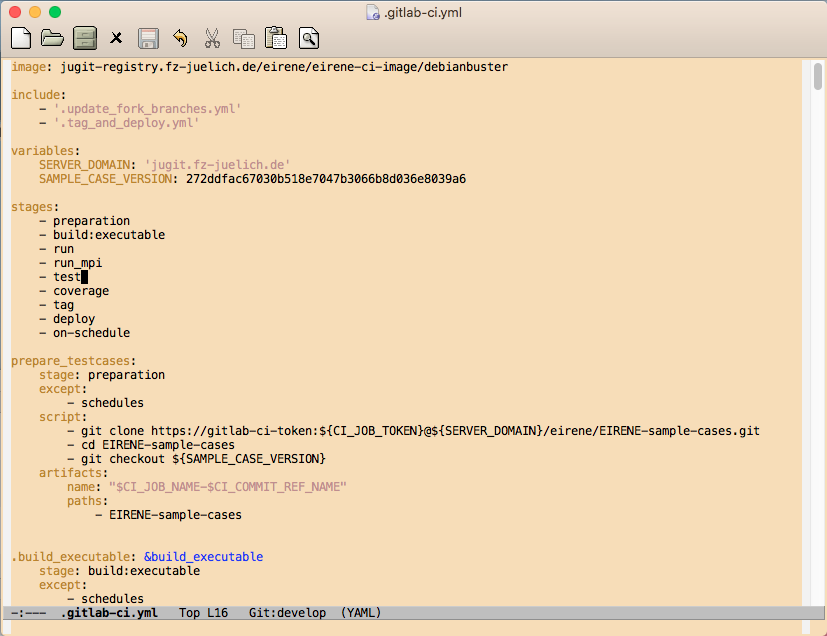 .gitlab-ci.yml
image: jugit-registry.fz-juelich.de/eirene/eirene-ci-image/debianbuster
include:
- '.update_fork_branches.yml'
- '.tag_and_deploy.yml'
variables:
SERVER_DOMAIN: 'jugit.fz-juelich.de'
SAMPLE_CASE_VERSION: 272ddfac67030b518e7047b3066b8d036e8039a6
stages:
- preparation
- build:executable
- run
- run_mpi
- test
- coverage
- tag
- deploy
- on-schedule
prepare_testcases:
stage: preparation
except:
- schedules
script:
- git clone https://gitlab-ci-token:${CI_JOB_TOKEN}@${SERVER_DOMAIN}/eirene/EIRENE-sample-cases.git
- cd EIRENE-sample-cases
- git checkout ${SAMPLE_CASE_VERSION}
artifacts:
name: "$CI_JOB_NAME-$CI_COMMIT_REF_NAME"
paths:
- EIRENE-sample-cases
.build_executable: &build_executable
stage: build:executable
except:
- schedules
-:--- .gitlab-ci.yml Top L16 Git:develop (YAML)